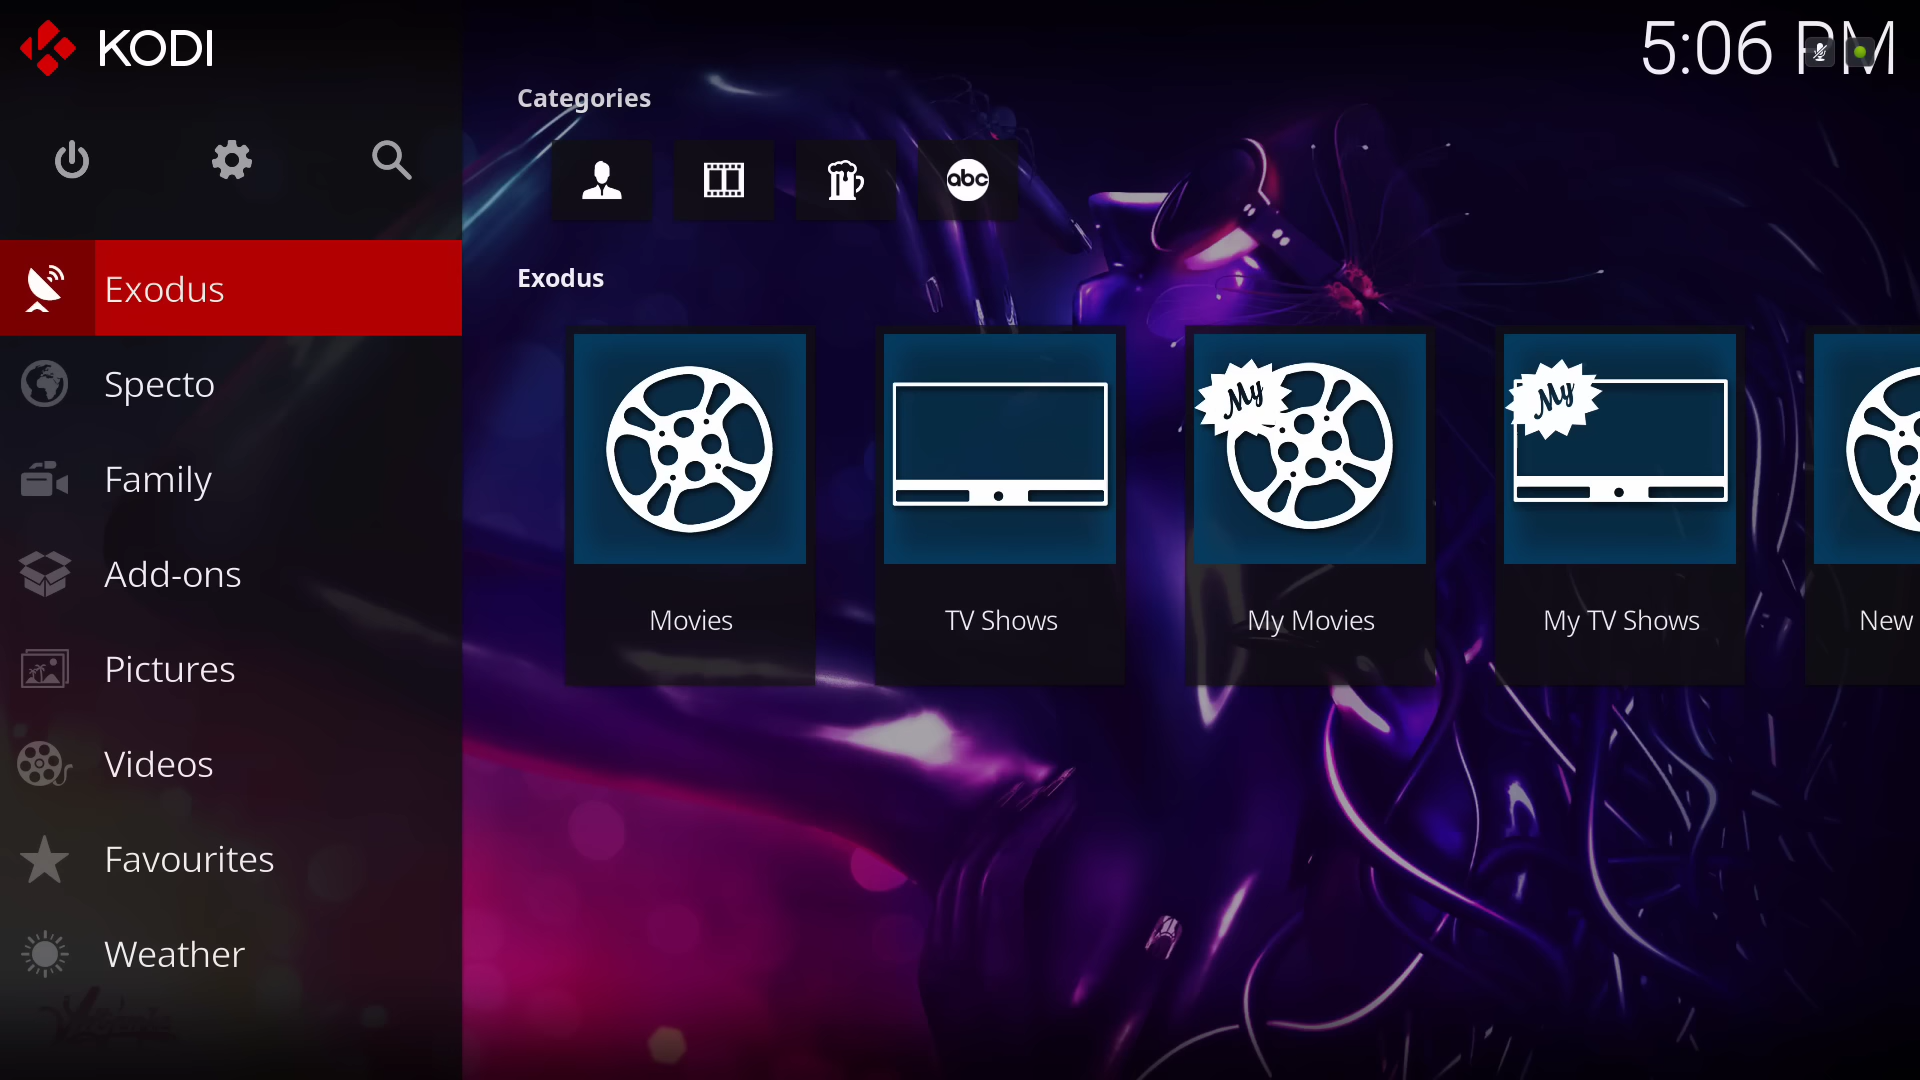 KODI
5:06 PM
Categories
abc
Exodus
Specto
Family
Add-ons
Pictures
Videos
Favourites
Weather
Exodus
My
My
Movies
TV Shows
My Movies
My TV Shows
New